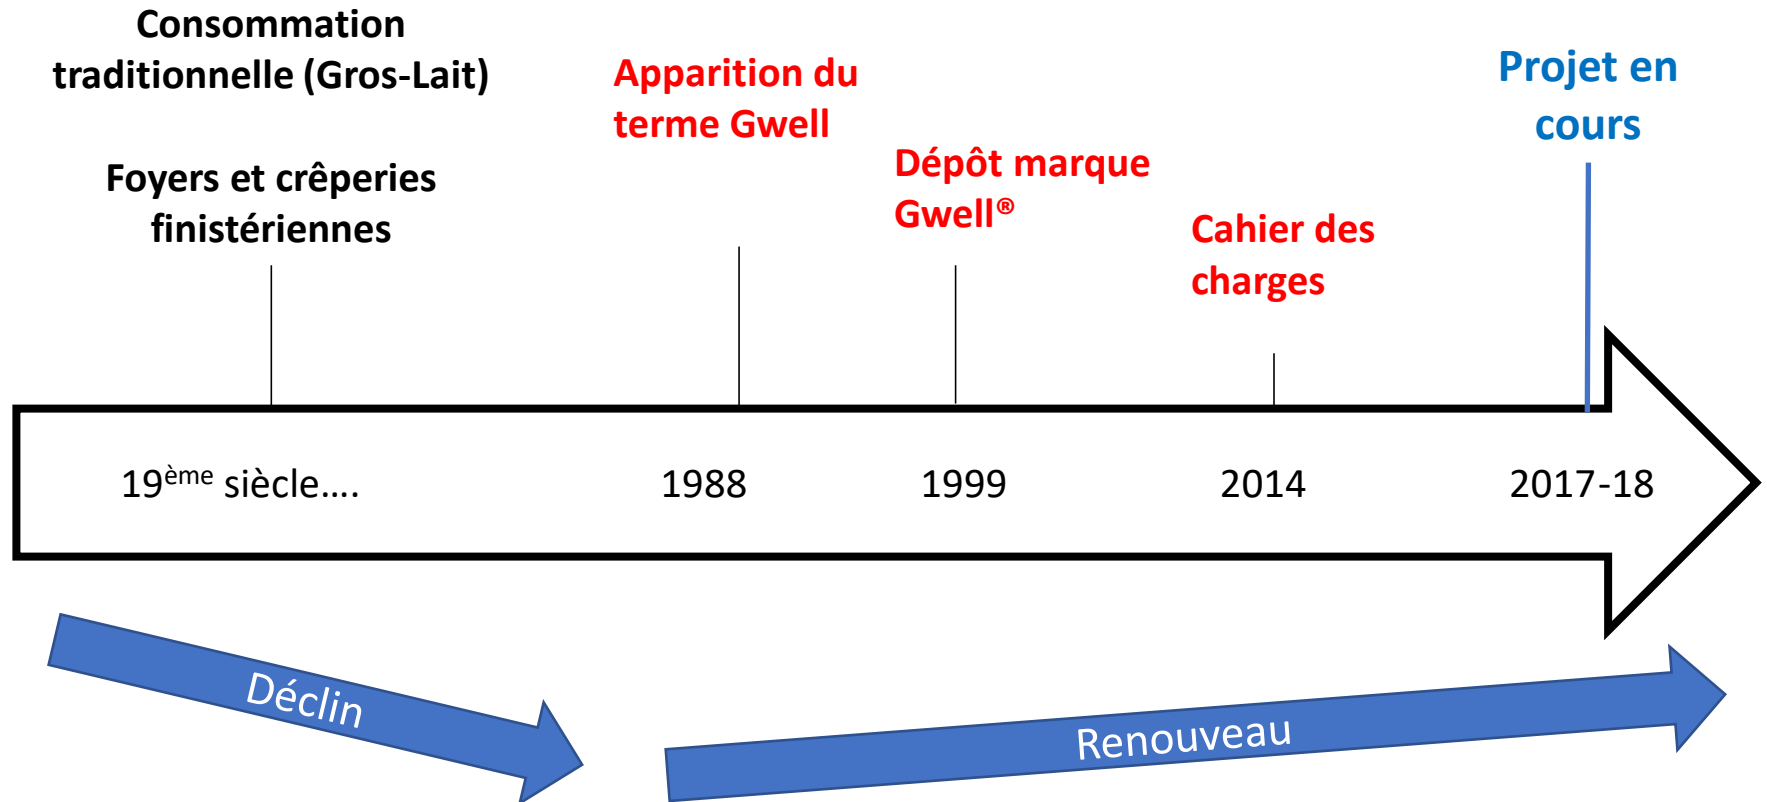 Consommation
traditionnelle (Gros-Lait)
Foyers et crêperies
finistériennes
Apparition du
terme Gwell
Dépôt marque
Gwell®
Cahier des
charges
Projet en
cours
19ème siècle....
1988
1999
2014
2017-18
Déclin
Renouveau